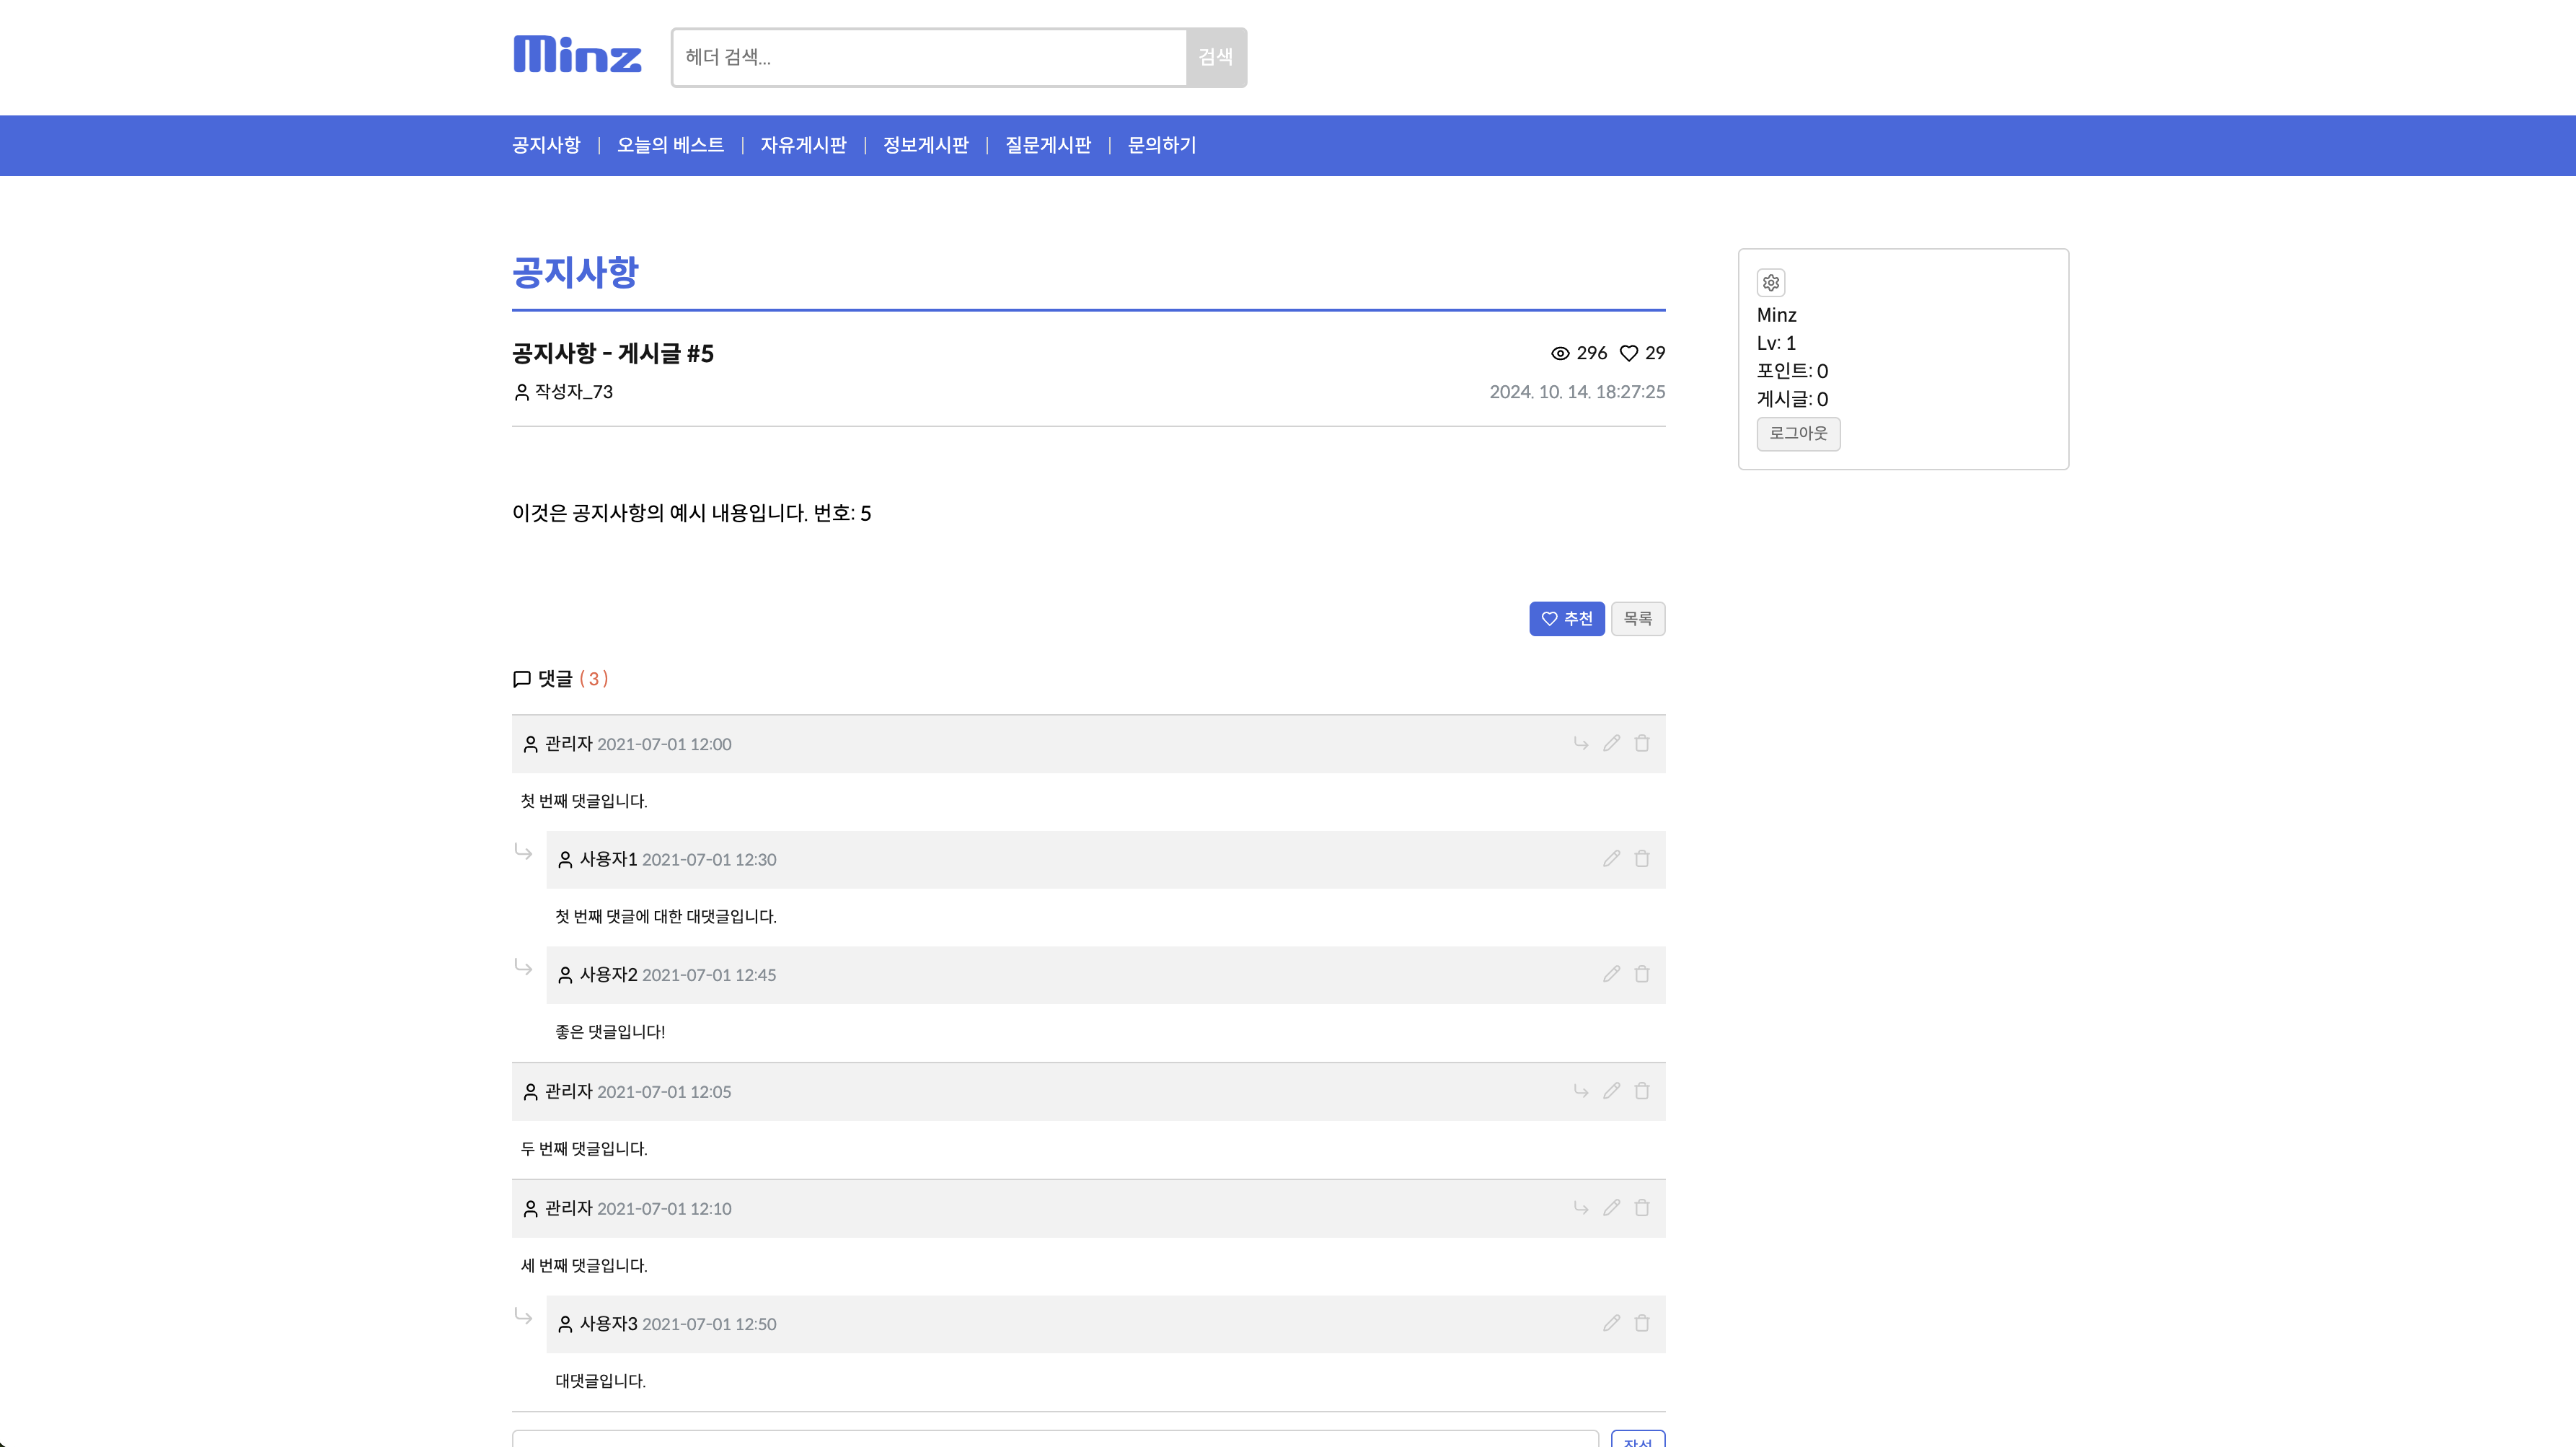 Minz
헤더 검색...
검색
공지사항 | 오늘의 베스트 | 자유게시판 | 정보게시판 | 질문게시판 | 문의하기
공지사항
공지사항 - 게시글 #5
296 29
작성자_73
2024. 10. 14. 18:27:25
이것은 공지사항의 예시 내용입니다. 번호: 5
추천 목록
댓글 ( 3 )
관리자 2021-07-01 12:00
첫 번째 댓글입니다.
사용자1 2021-07-01 12:30
첫 번째 댓글에 대한 대댓글입니다.
사용자2 2021-07-01 12:45
좋은 댓글입니다!
관리자 2021-07-01 12:05
두 번째 댓글입니다.
관리자 2021-07-01 12:10
세 번째 댓글입니다.
사용자3 2021-07-01 12:50
대댓글입니다.
작성
Minz
Lv: 1
포인트: 0
게시글: 0
로그아웃